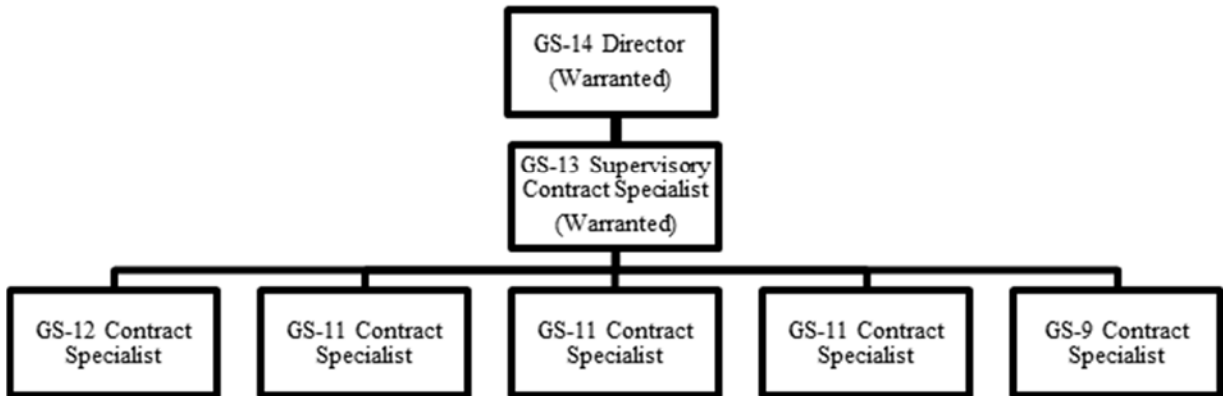 GS-14 Director
(Warranted)
GS-13 Supervisory
Contract Specialist
(Warranted)
GS-12 Contract
Specialist
GS-11 Contract
Specialist
GS-11 Contract
Specialist
GS-11 Contract
Specialist
GS-9 Contract
Specialist